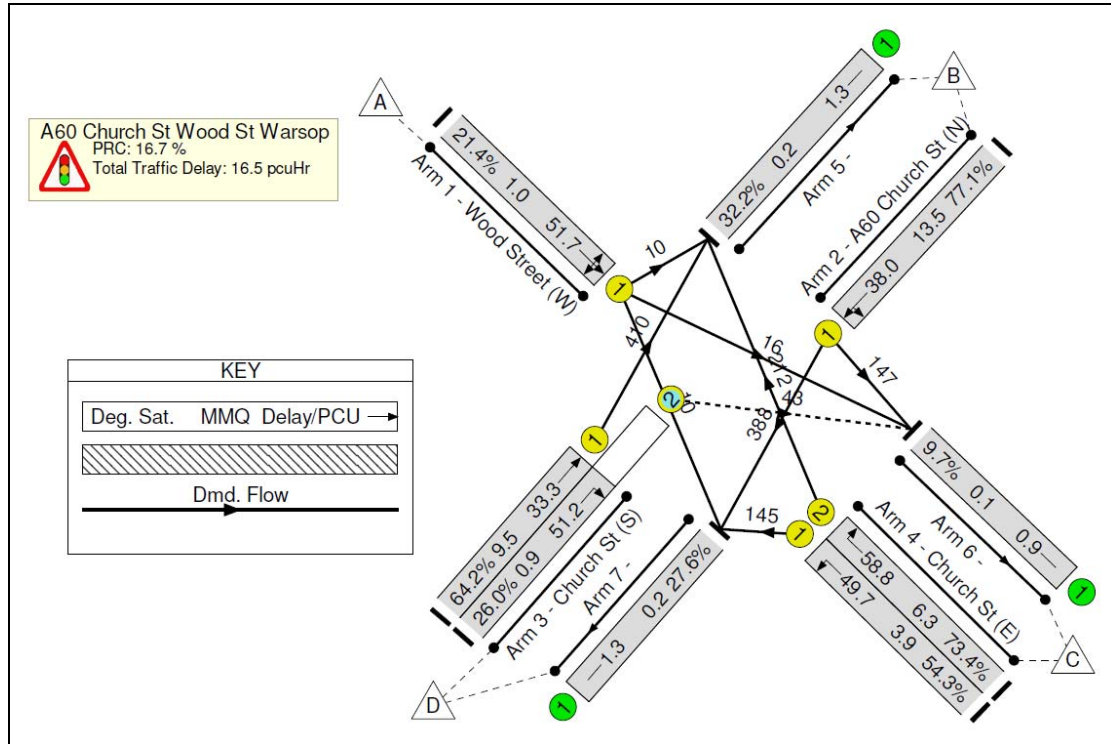 A60 Church St Wood St Warsop
PRC: 16.7 %
Total Traffic Delay: 16.5 pcuHr
A
Arm 1 - Wood Street (W)
21.4% 1.0 51.7
1
1
32.2% 0.2 1.3
Arm 5 -
B
Arm 2 - A60 Church St (N)
38.0 13.5 77.1%
1
10
410
16
272
147
43
388
10
145
KEY
Deg. Sat. MMQ Delay/PCU
Dmd. Flow
2
1
64.2% 9.5 33.3
26.0% 0.9 51.2
Arm 3 - Church St (S)
Arm 7 -
1.3 0.2 27.6%
1
D
1
2
58.8 6.3 73.4%
49.7 3.9 54.3%
Arm 4 - Church St (E)
Arm 6 -
9.7% 0.1 0.9
1
C